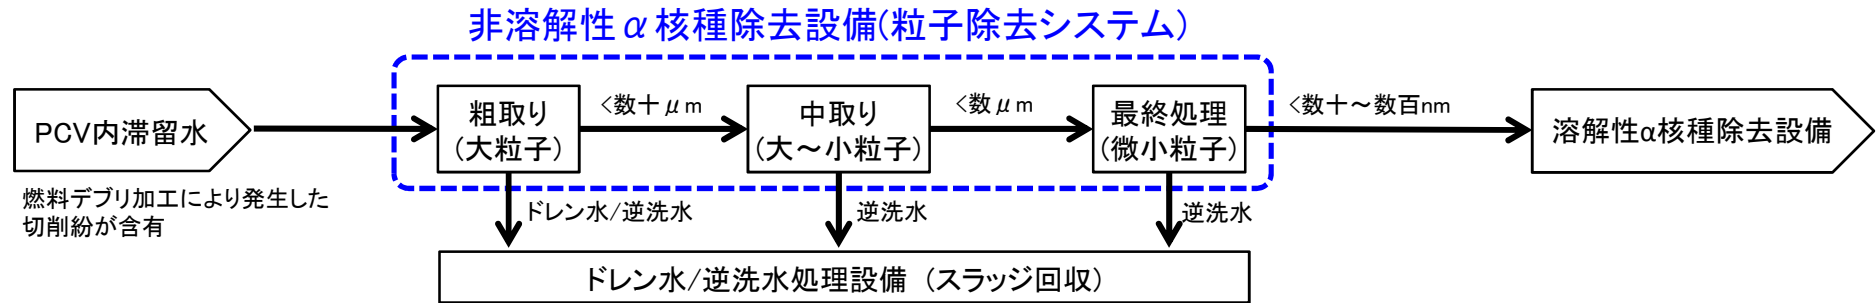 非溶解性α核種除去設備(粒子除去システム)
PCV内滞留水
燃料デブリ加工により発生した
切削紛が含有
粗取り
(大粒子)
<数十μm
中取り
(大～小粒子)
<数μm
最終処理
(微小粒子)
<数十～数百nm
溶解性α核種除去設備
ドレン水/逆洗水
逆洗水
逆洗水
ドレン水/逆洗水処理設備 (スラッジ回収)